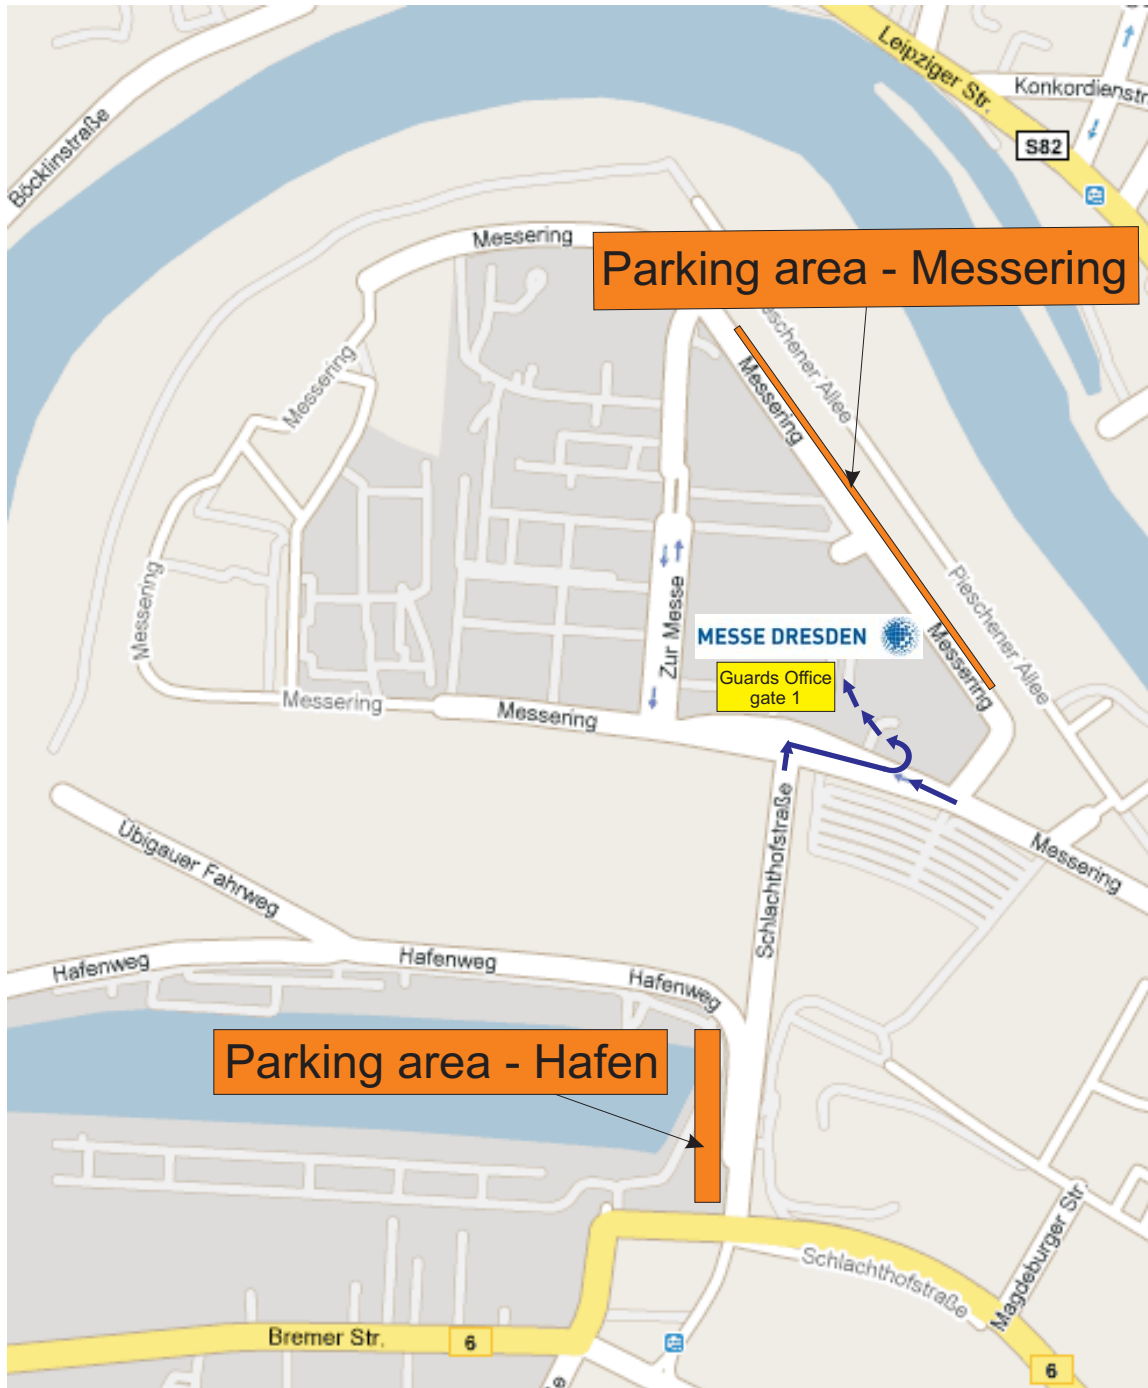 Leipziger Str.
Konkordienstr
S82
Böcklinstraße
Messering
Parking area - Messering
eschener Allee
Messering
Messering
Pieschener Allee
Messering
Zur Messe
MESSE DRESDEN
Guards Office
gate 1
Messering
Messering
Messering
Schlachthofstraße
Messering
Übigauer Fahrweg
Hafenweg
Hafenweg
Hafenweg
Parking area - Hafen
Magdeburger Str.
Schlachthofstraße
Bremer Str.
6
6